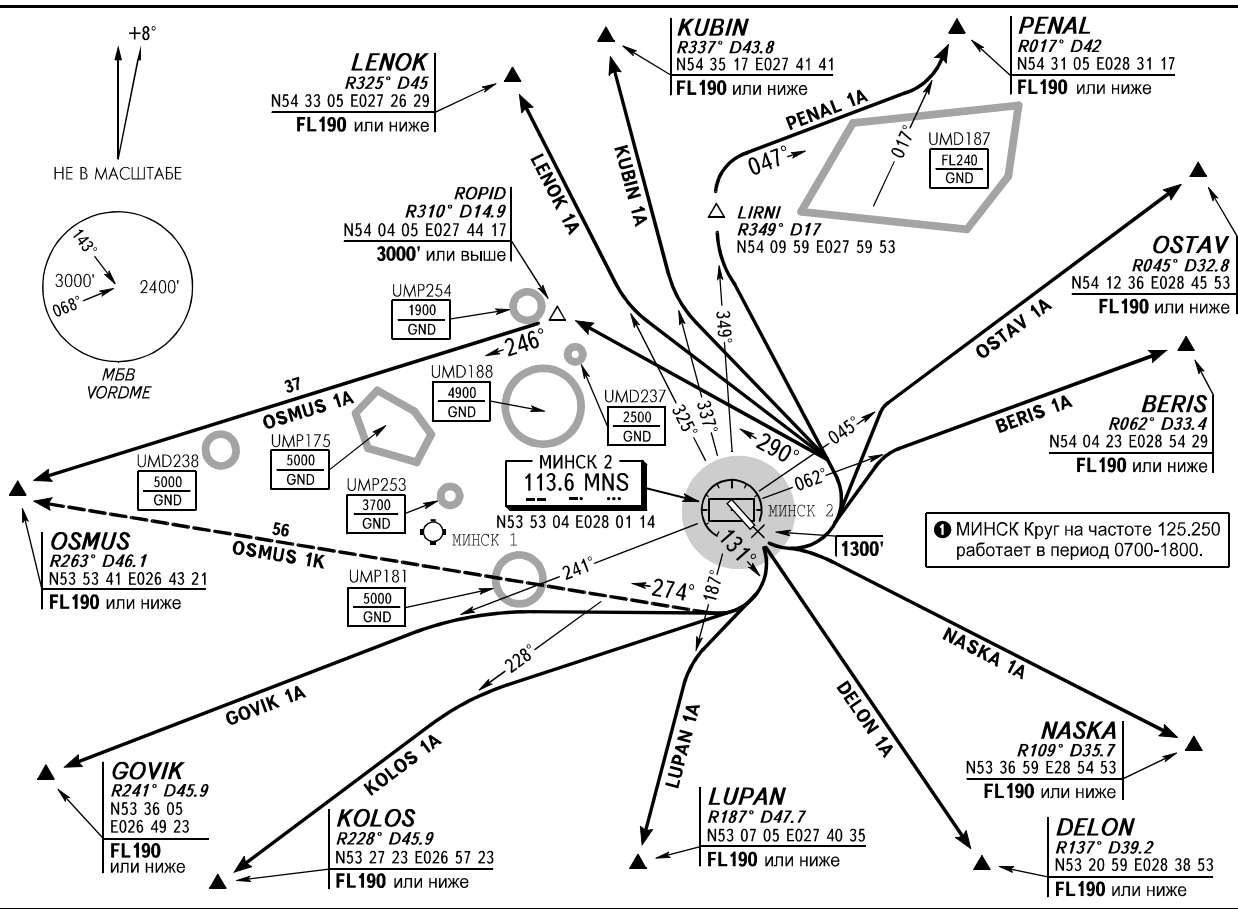 +8°
НЕ В МАСШТАБЕ
143°
3000'
2400'
068°
МБВ
VORDME
LENOK
R325° D45
N54 33 05 E027 26 29
FL190 или ниже
KUBIN
R337° D43.8
N54 35 17 E027 41 41
FL190 или ниже
PENAL
R017° D42
N54 31 05 E028 31 17
FL190 или ниже
PENAL 1A
047°
017°
UMD187
FL240
GND
ROPID
R310° D14.9
N54 04 05 E027 44 17
3000' или выше
LENOK 1A
KUBIN 1A
LIRNI
R349° D17
N54 09 59 E027 59 53
OSTAV
R045° D32.8
N54 12 36 E028 45 53
FL190 или ниже
OSTAV 1A
UMP254
1900
GND
246°
37
OSMUS 1A
UMD188
4900
GND
UMD237
2500
GND
349°
337°
325°
290°
045°
062°
BERIS 1A
BERIS
R062° D33.4
N54 04 23 E028 54 29
FL190 или ниже
UMP175
5000
GND
UMD238
5000
GND
UMP253
3700
GND
МИНСК 1
МИНСК 2
113.6 MNS
N53 53 04 E028 01 14
МИНСК 2
1300'
131°
❶ МИНСК Круг на частоте 125.250
работает в период 0700-1800.
OSMUS
R263° D46.1
N53 53 41 E026 43 21
FL190 или ниже
56
OSMUS 1K
UMP181
5000
GND
241°
274°
187°
228°
GOVIK 1A
KOLOS 1A
LUPAN 1A
DELON 1A
NASKA 1A
NASKA
R109° D35.7
N53 36 59 E28 54 53
FL190 или ниже
GOVIK
R241° D45.9
N53 36 05
E026 49 23
FL190
или ниже
KOLOS
R228° D45.9
N53 27 23 E026 57 23
FL190 или ниже
LUPAN
R187° D47.7
N53 07 05 E027 40 35
FL190 или ниже
DELON
R137° D39.2
N53 20 59 E028 38 53
FL190 или ниже